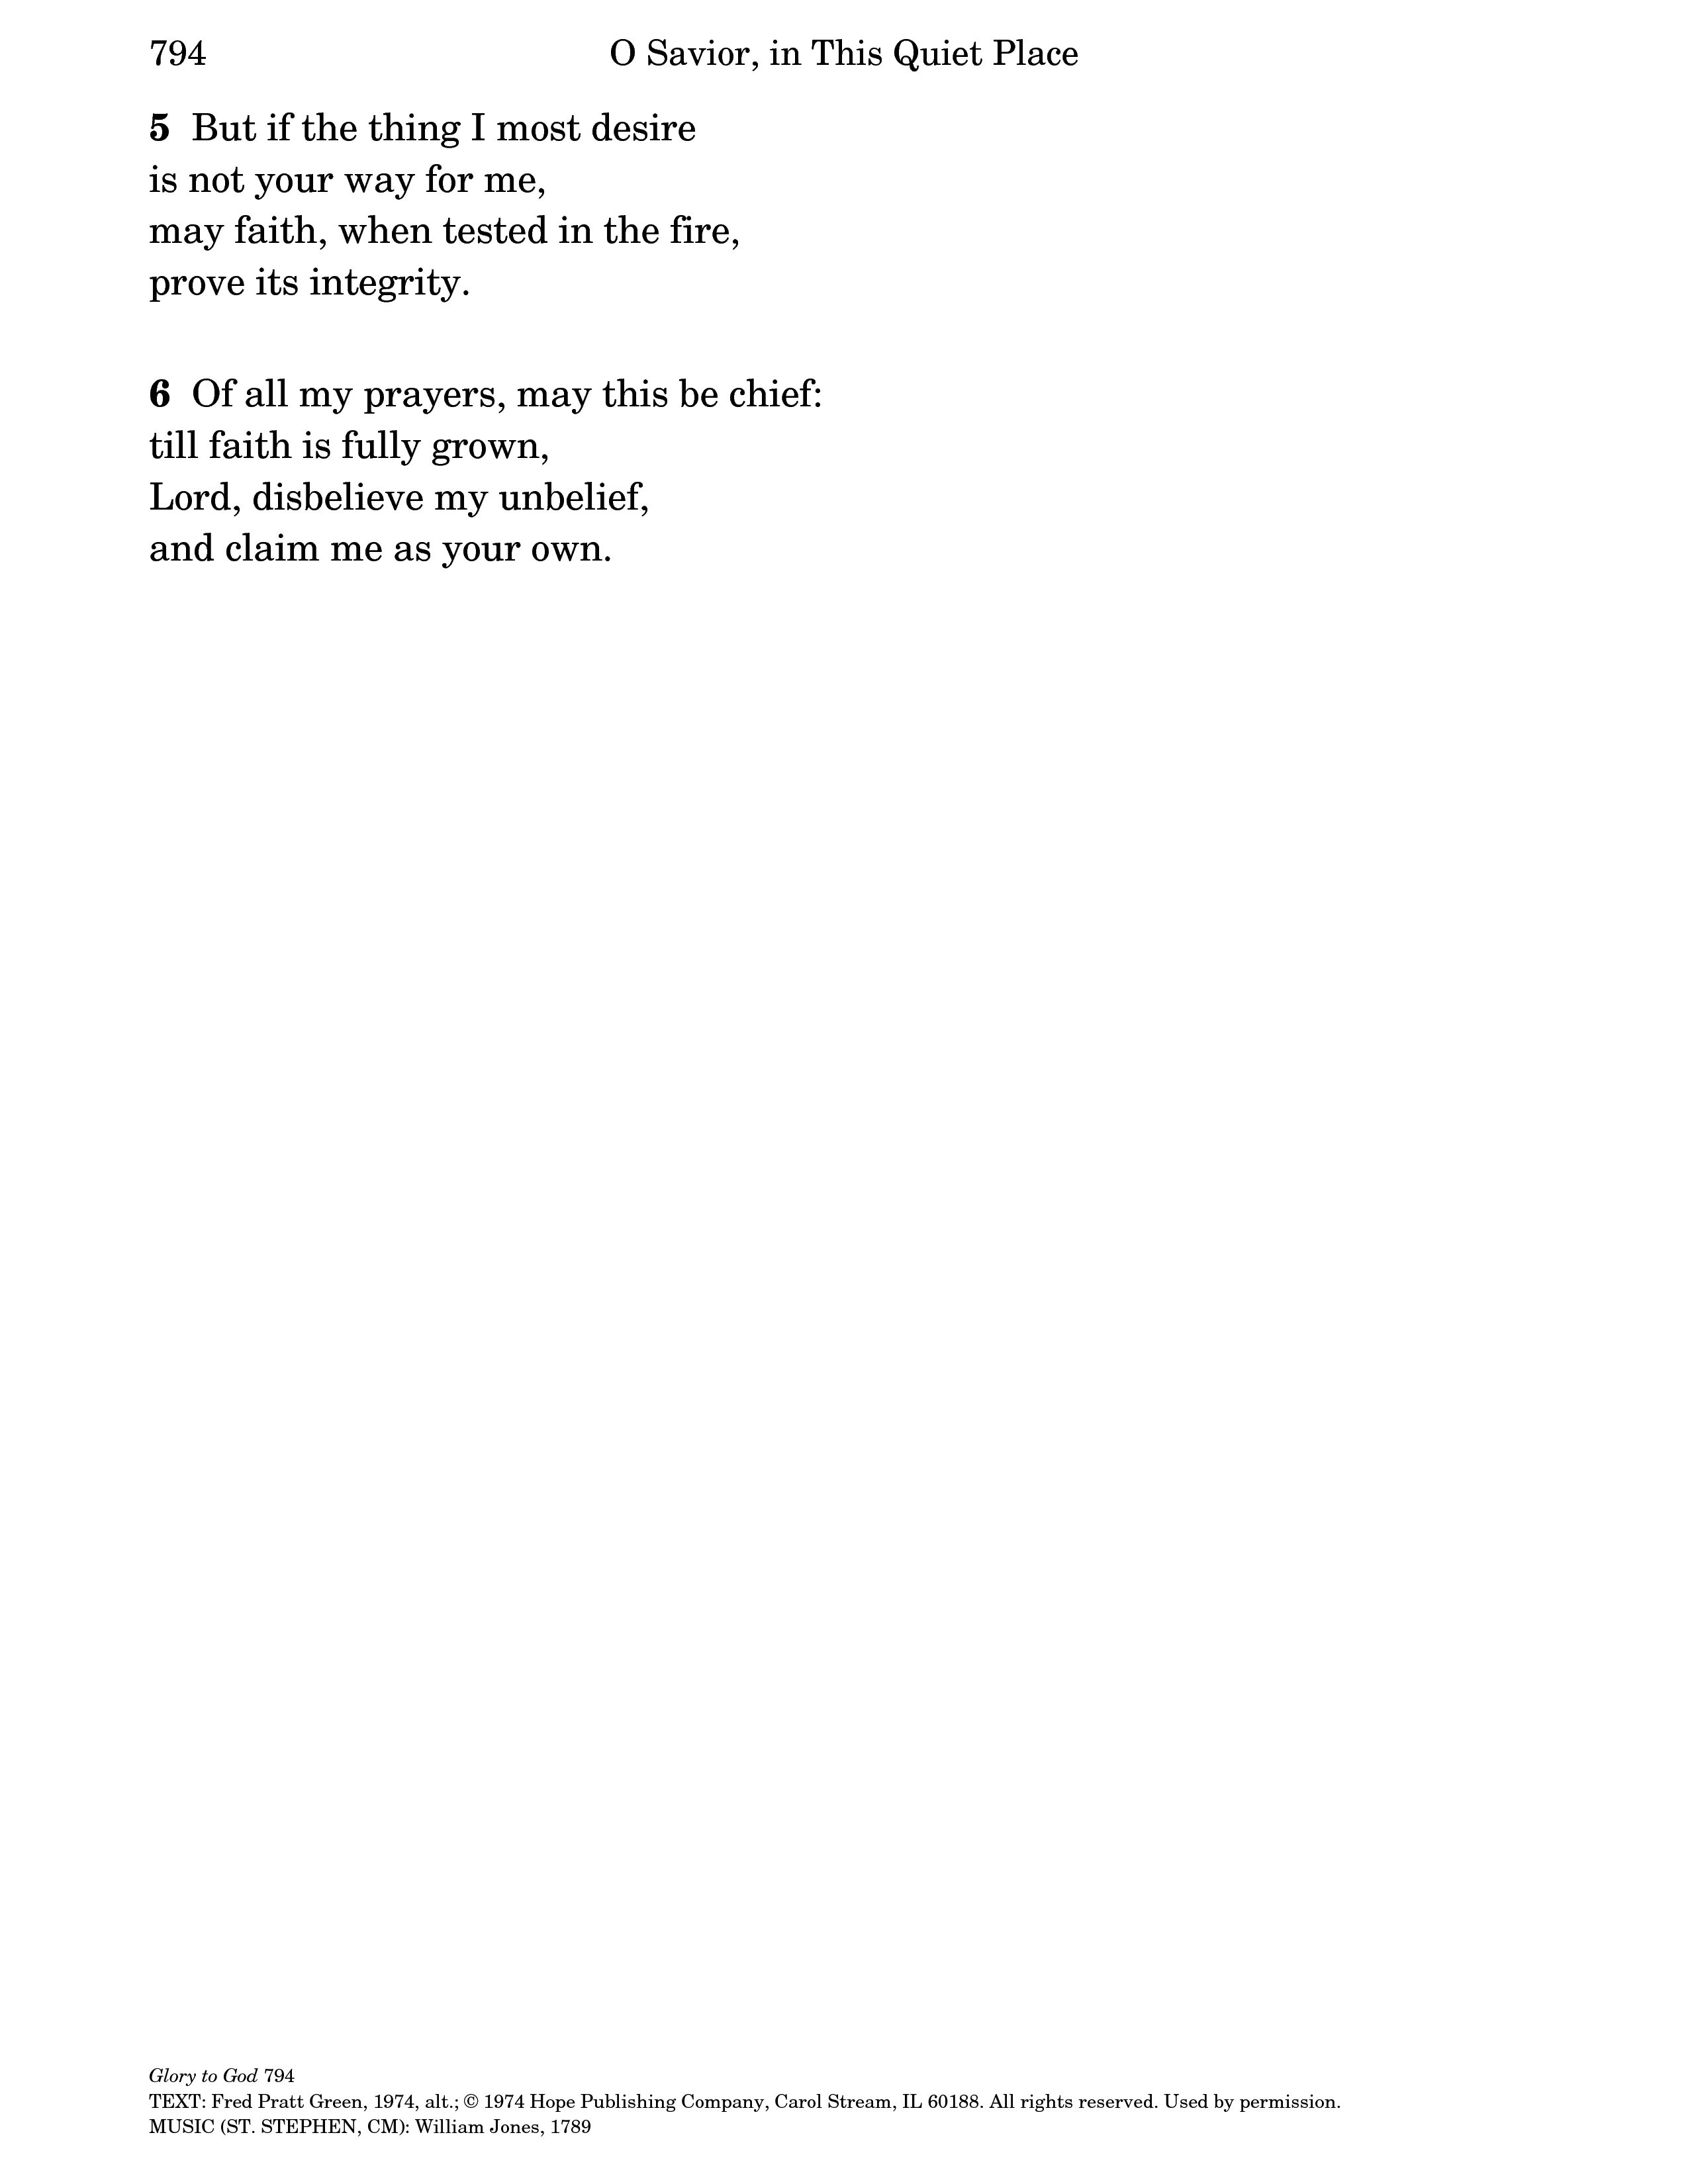 794 O Savior, in This Quiet Place
5 But if the thing I most desire
is not your way for me,
may faith, when tested in the fire,
prove its integrity.
6 Of all my prayers, may this be chief:
till faith is fully grown,
Lord, disbelieve my unbelief,
and claim me as your own.
Glory to God 794
TEXT: Fred Pratt Green, 1974, alt.; © 1974 Hope Publishing Company, Carol Stream, IL 60188. All rights reserved. Used by permission.
MUSIC (ST. STEPHEN, CM): William Jones, 1789